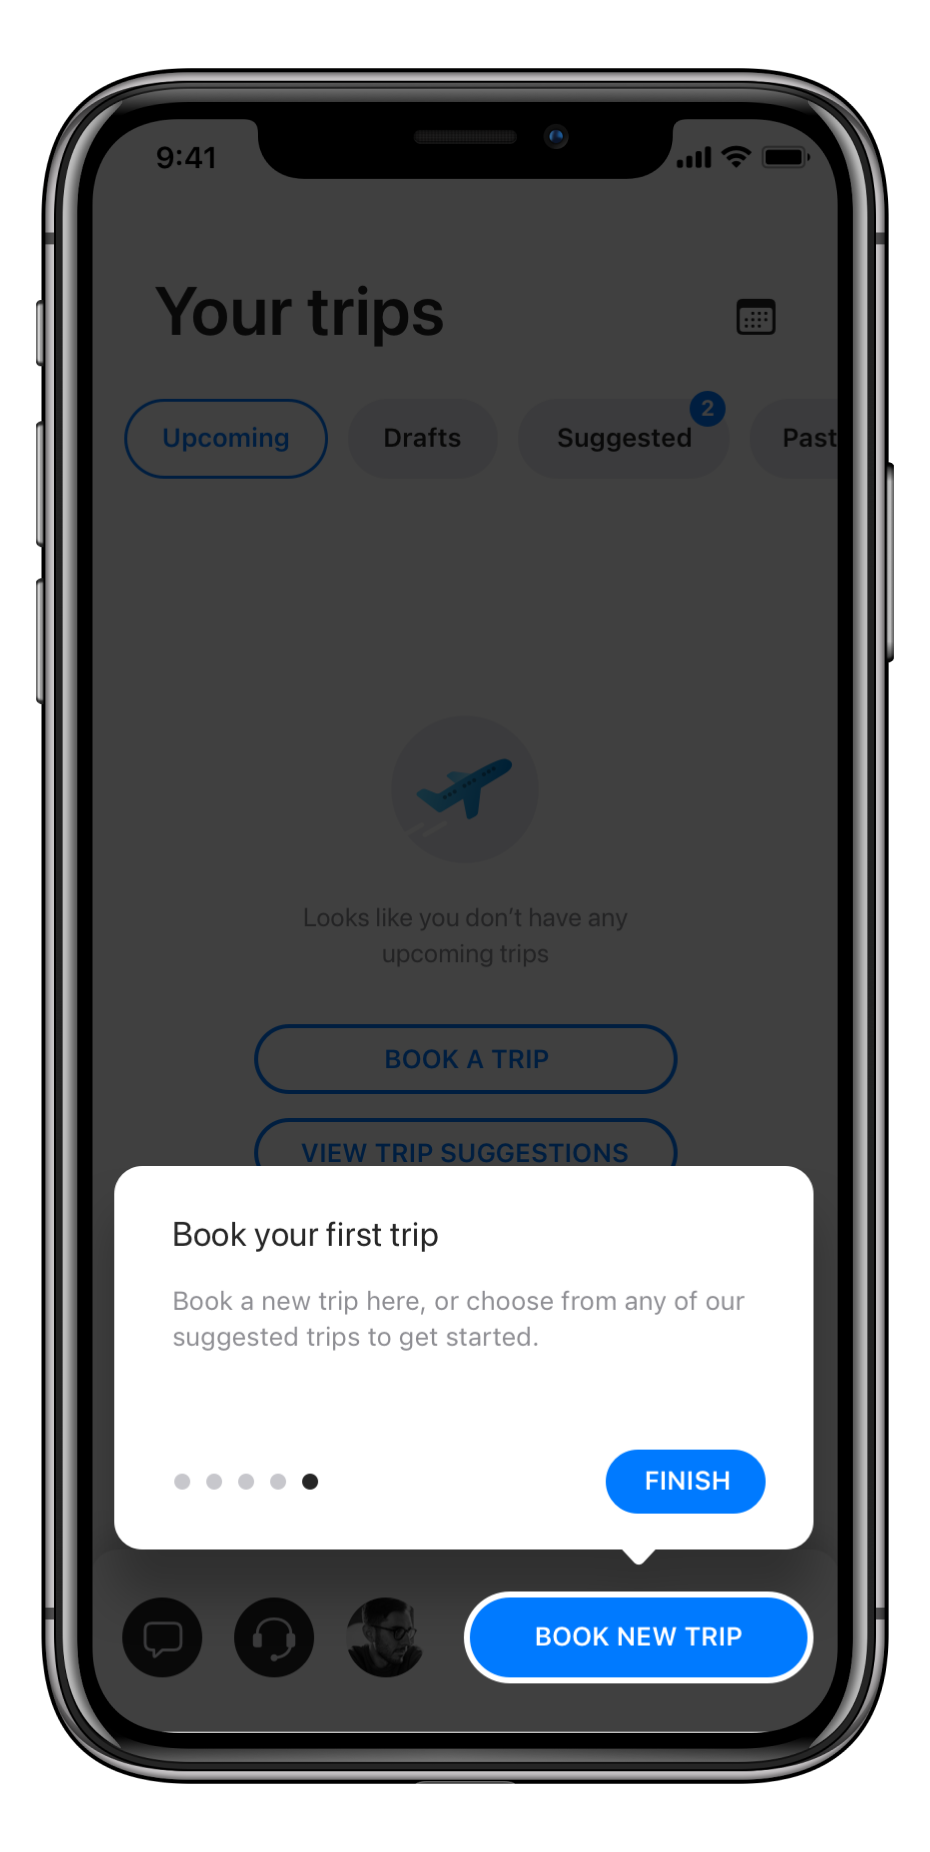 9:41
Your trips
Upcoming
Drafts
Suggested
2
Past
Looks like you don't have any
upcoming trips
BOOK A TRIP
VIEW TRIP SUGGESTIONS
Book your first trip
Book a new trip here, or choose from any of our
suggested trips to get started.
FINISH
BOOK NEW TRIP